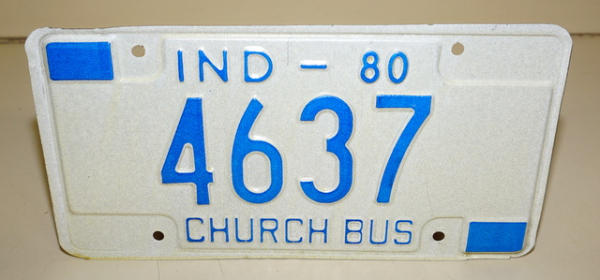 IND - 80
4637
CHURCH BUS